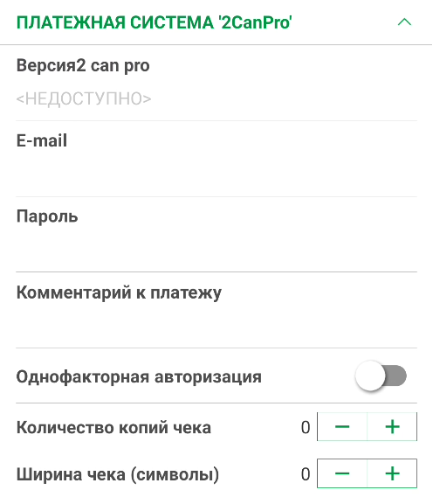 ПЛАТЕЖНАЯ СИСТЕМА '2CanPro'
Версия2 can pro
<НЕДОСТУПНО>
E-mail
Пароль
Комментарий к платежу
Однофакторная авторизация
Количество копий чека 0 − +
Ширина чека (символы) 0 − +